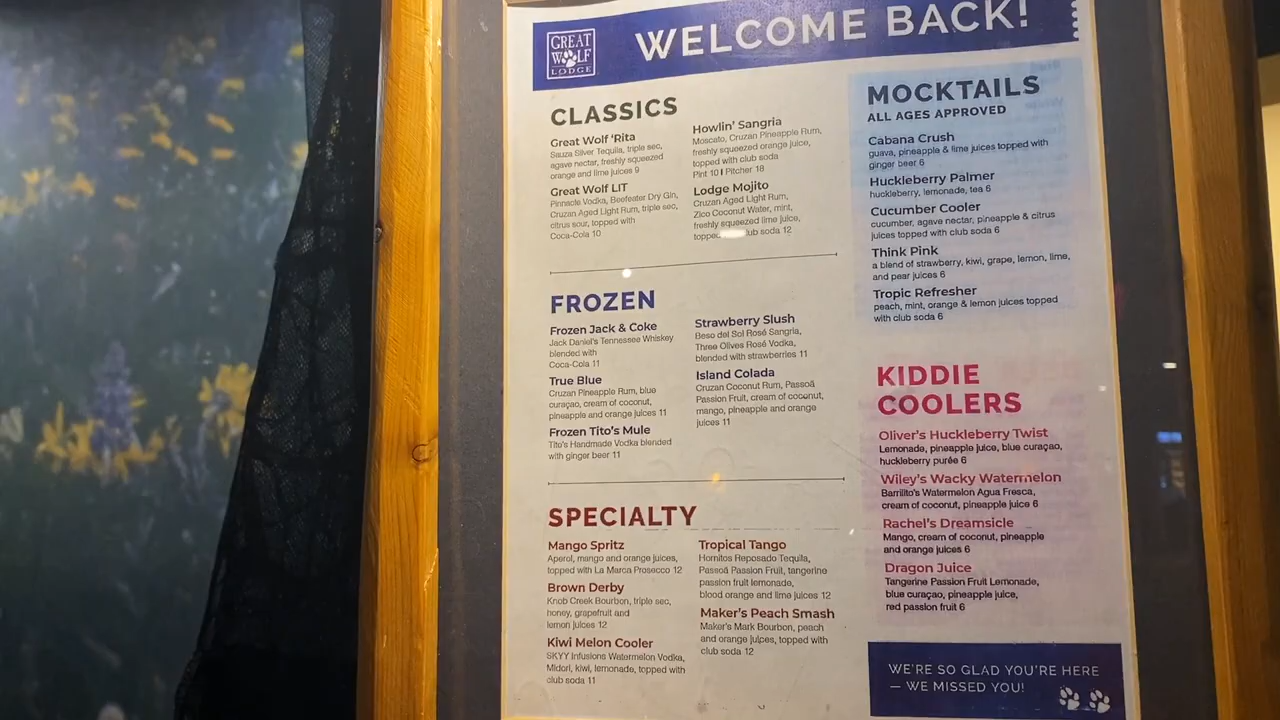 GREAT
WOLF
LODGE
WELCOME BACK!
CLASSICS
Great Wolf 'Rita
Sauza Silver Tequila, triple sec,
agave nectar, freshly squeezed
orange and lime juices 9
Great Wolf LIT
Pinnacle Vodka, Beefeater Dry Gin,
Cruzan Aged Light Rum, triple sec,
citrus sour, topped with
Coca-Cola 10
Howlin' Sangria
Moscato, Cruzan Pineapple Rum,
freshly squeezed orange juice,
topped with club soda
Pint 10 | Pitcher 18
Lodge Mojito
Cruzan Aged Light Rum,
Zico Coconut Water, mint,
freshly squeezed lime juice,
soda 12
FROZEN
Frozen Jack & Coke
Jack Daniel's Tennessee Whiskey
blended with
Coca-Cola 11
True Blue
Cruzan Pineapple Rum, blue
curaçao, cream of coconut,
pineapple and orange juices 11
Frozen Tito's Mule
Tito's Handmade Vodka blended
with ginger beer 11
Strawberry Slush
Beso del Sol Rosé Sangria,
Three Olives Rosé Vodka,
blended with strawberries 11
Island Colada
Cruzan Coconut Rum, Passoã
Passion Fruit, cream of coconut,
mango, pineapple and orange
juices 11
SPECIALTY
Mango Spritz
Aperol, mango and orange juices,
topped with La Marca Prosecco 12
Brown Derby
Knob Creek Bourbon, triple sec,
honey, grapefruit and
lemon juices 12
Kiwi Melon Cooler
SKYY Infusions Watermelon Vodka,
Midori, kiwi, lemonade, topped with
club soda 11
Tropical Tango
Hornitos Reposado Tequila,
Passoã Passion Fruit, tangerine
passion fruit lemonade,
blood orange and lime juices 12
Maker's Peach Smash
Maker's Mark Bourbon, peach
and orange juices, topped with
club soda 12
MOCKTAILS
ALL AGES APPROVED
Cabana Crush
guava, pineapple & lime juices topped with
ginger beer 6
Huckleberry Palmer
huckleberry, lemonade, tea 6
Cucumber Cooler
cucumber, agave nectar, pineapple & citrus
juices topped with club soda 6
Think Pink
a blend of strawberry, kiwi, grape, lemon, lime,
and pear juices 6
Tropic Refresher
peach, mint, orange & lemon juices topped
with club soda 6
KIDDIE
COOLERS
Oliver's Huckleberry Twist
Lemonade, pineapple juice, blue curaçao,
huckleberry purée 6
Wiley's Wacky Watermelon
Barrilito's Watermelon Agua Fresca,
cream of coconut, pineapple juice 6
Rachel's Dreamsicle
Mango, cream of coconut, pineapple
and orange juices 6
Dragon Juice
Tangerine Passion Fruit Lemonade,
blue curaçao, pineapple juice,
red passion fruit 6
WE'RE SO GLAD YOU'RE HERE
— WE MISSED YOU!